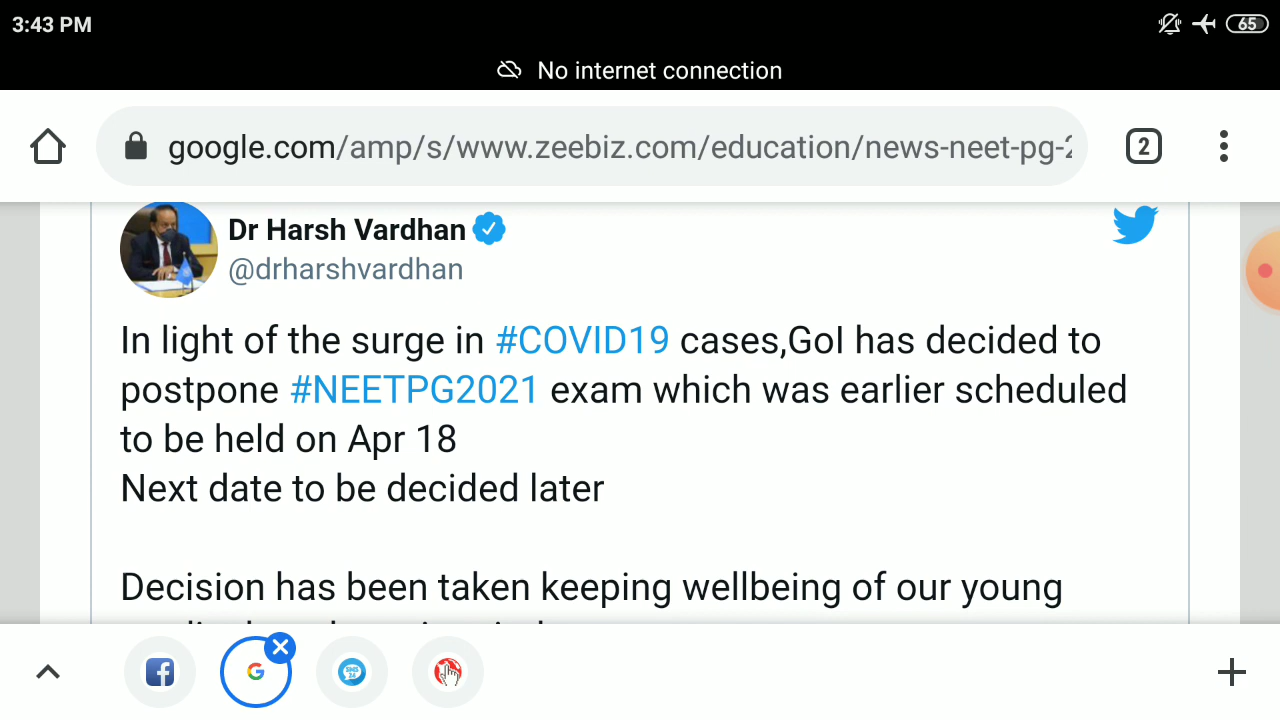 3:43 PM
65
No internet connection
google.com/amp/s/www.zeebiz.com/education/news-neet-pg-2
2
Dr Harsh Vardhan
@drharshvardhan
In light of the surge in #COVID19 cases,GoI has decided to
postpone #NEETPG2021 exam which was earlier scheduled
to be held on Apr 18
Next date to be decided later
Decision has been taken keeping wellbeing of our young